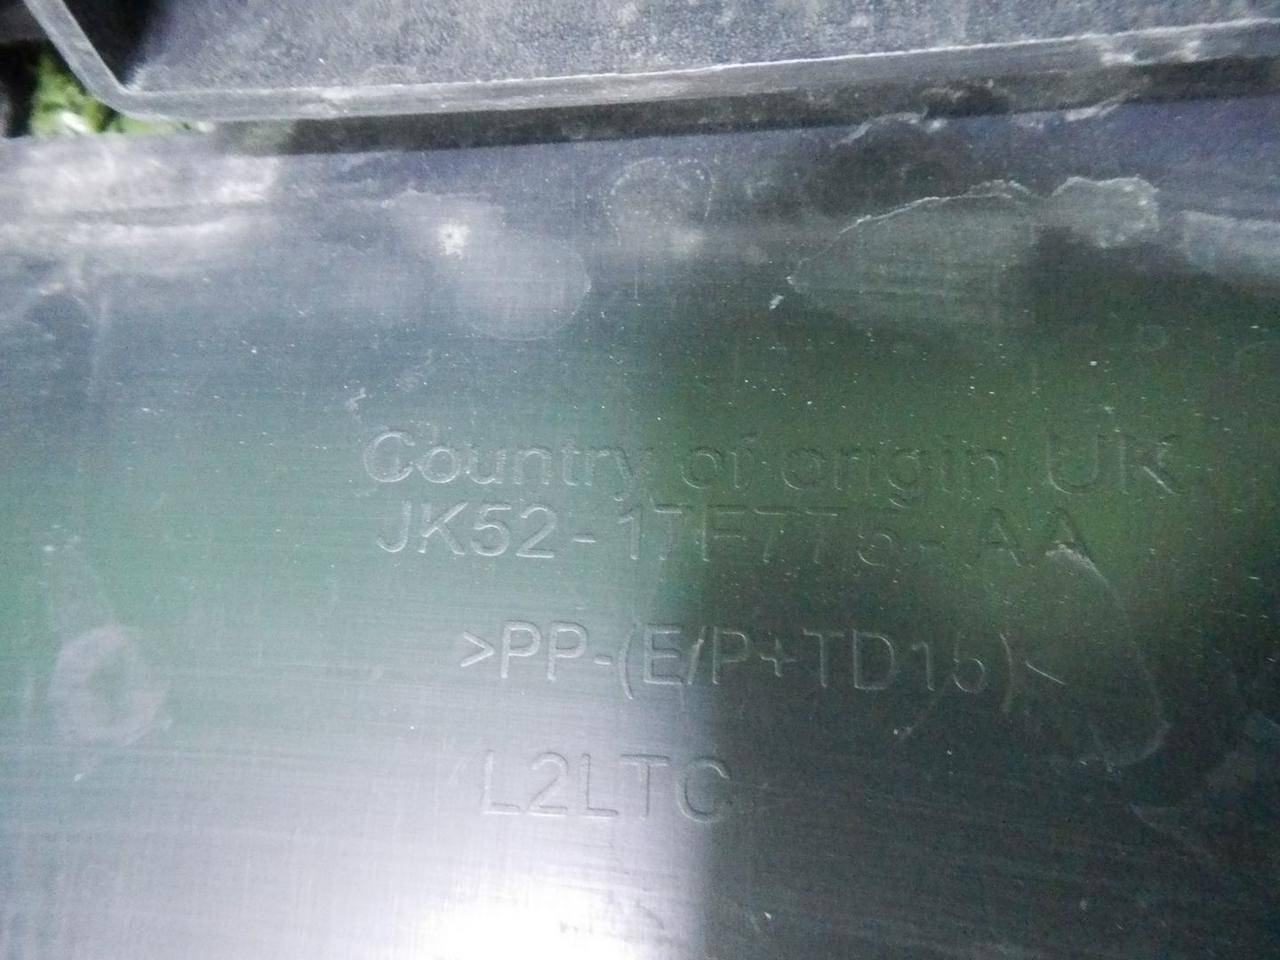 Country of origin UK
JK52-17F775-AA
>PP-(E/P+TD15)<
L2LTC